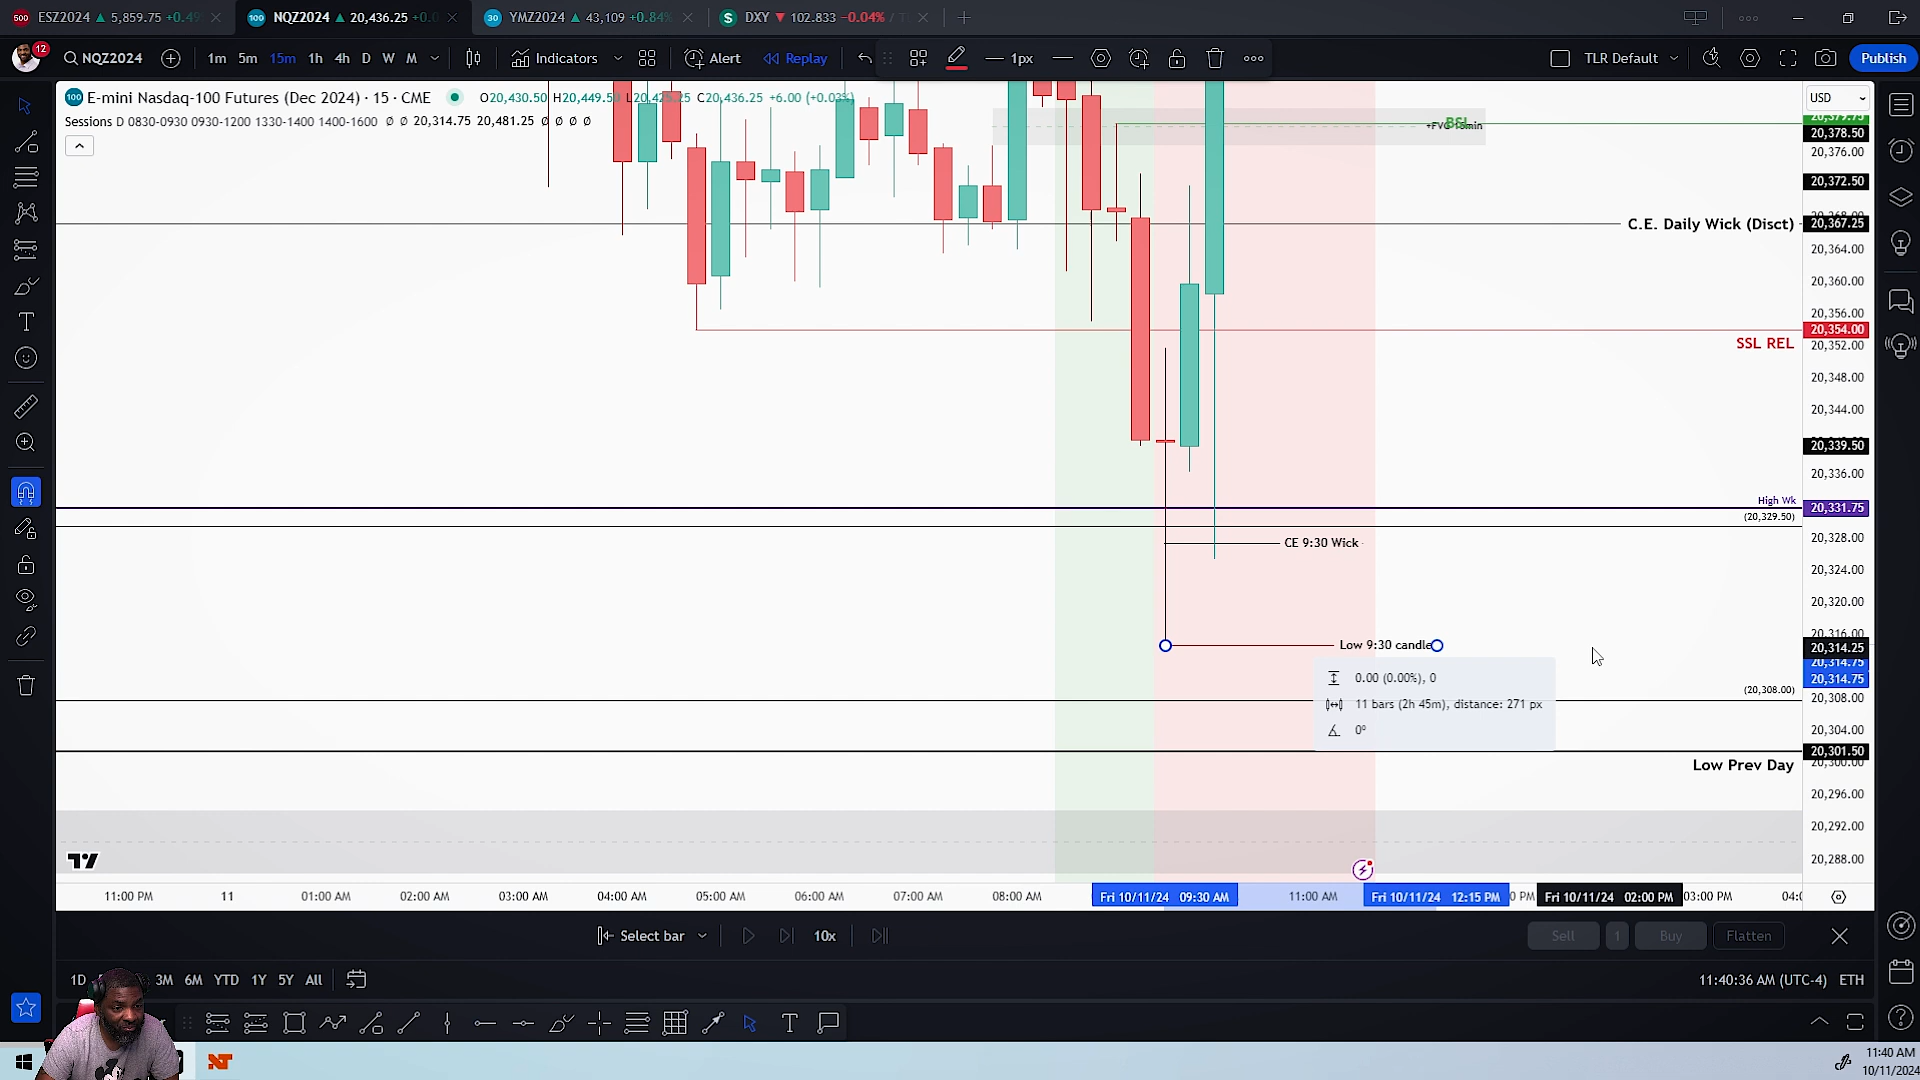 500 ESZ2024 5,859.75 +0.49
100 NQZ2024 20,436.25 +0.0
30 YMZ2024 43,109 +0.84%
S DXY 102.833 −0.04% / T
12 NQZ2024 1m 5m 15m 1h 4h D W M Indicators Alert Replay 1px TLR Default Publish
100 E-mini Nasdaq-100 Futures (Dec 2024) · 15 · CME O20,430.50 H20,449.50 C20,436.25 +6.00 (+0.03%)
USD
Sessions D 0830-0930 0930-1200 1330-1400 1400-1600 ∅ ∅ 20,314.75 20,481.25 ∅ ∅ ∅ ∅
BSL
+FVG 15min
20,379.75
20,378.50
20,376.00
20,372.50
C.E. Daily Wick (Disct)
20,367.25
20,364.00
20,360.00
20,356.00
20,354.00
SSL REL
20,352.00
20,348.00
20,344.00
20,339.50
20,336.00
High Wk
20,331.75
(20,329.50)
20,328.00
CE 9:30 Wick
20,324.00
20,320.00
20,316.00
Low 9:30 candle
20,314.25
20,314.75
20,314.75
0.00 (0.00%), 0
(20,308.00)
20,308.00
11 bars (2h 45m), distance: 271 px
0°
20,304.00
20,301.50
20,300.00
Low Prev Day
20,296.00
20,292.00
20,288.00
11:00 PM 11 01:00 AM 02:00 AM 03:00 AM 04:00 AM 05:00 AM 06:00 AM 07:00 AM 08:00 AM Fri 10/11/24 09:30 AM 11:00 AM Fri 10/11/24 12:15 PM 0 PM Fri 10/11/24 02:00 PM 03:00 PM 04:0
Select bar 10x Sell 1 Buy Flatten
1D 3M 6M YTD 1Y 5Y All 11:40:36 AM (UTC-4) ETH
11:40 AM
10/11/2024